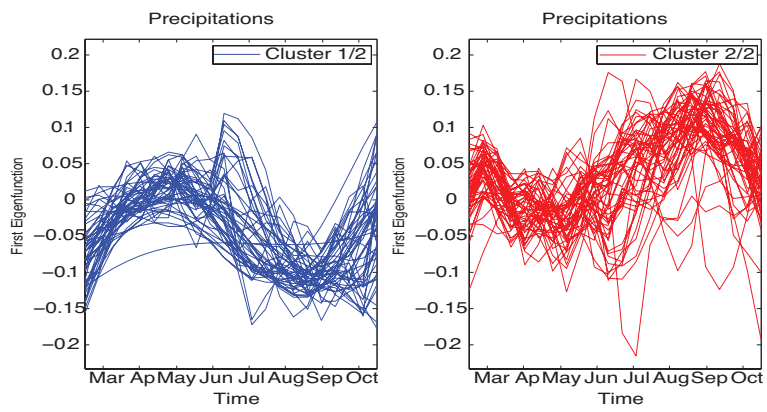 Precipitations
Cluster 1/2
0.2
0.15
0.1
0.05
0
−0.05
−0.1
−0.15
−0.2
First Eigenfunction
Mar Ap May Jun Jul Aug Sep Oct
Time
Precipitations
Cluster 2/2
0.2
0.15
0.1
0.05
0
−0.05
−0.1
−0.15
−0.2
First Eigenfunction
Mar Ap May Jun Jul Aug Sep Oct
Time